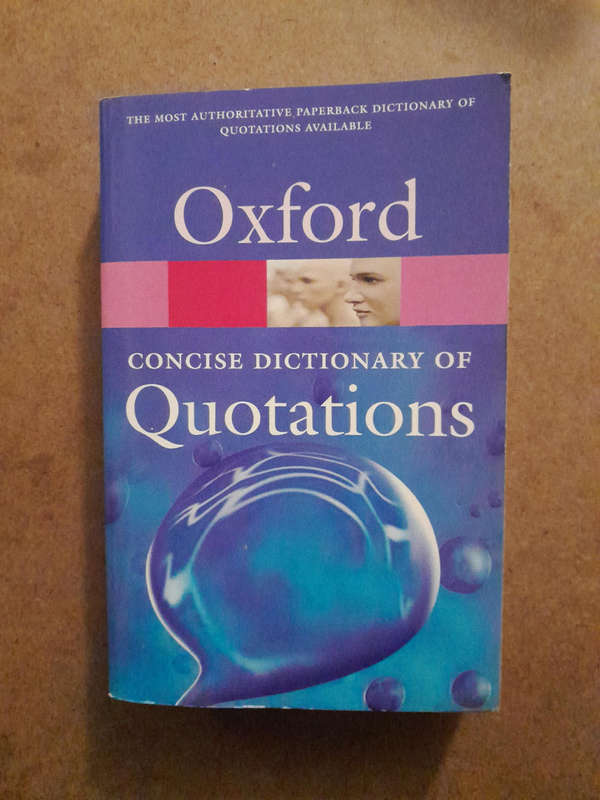 THE MOST AUTHORITATIVE PAPERBACK DICTIONARY OF
QUOTATIONS AVAILABLE
Oxford
CONCISE DICTIONARY OF
Quotations